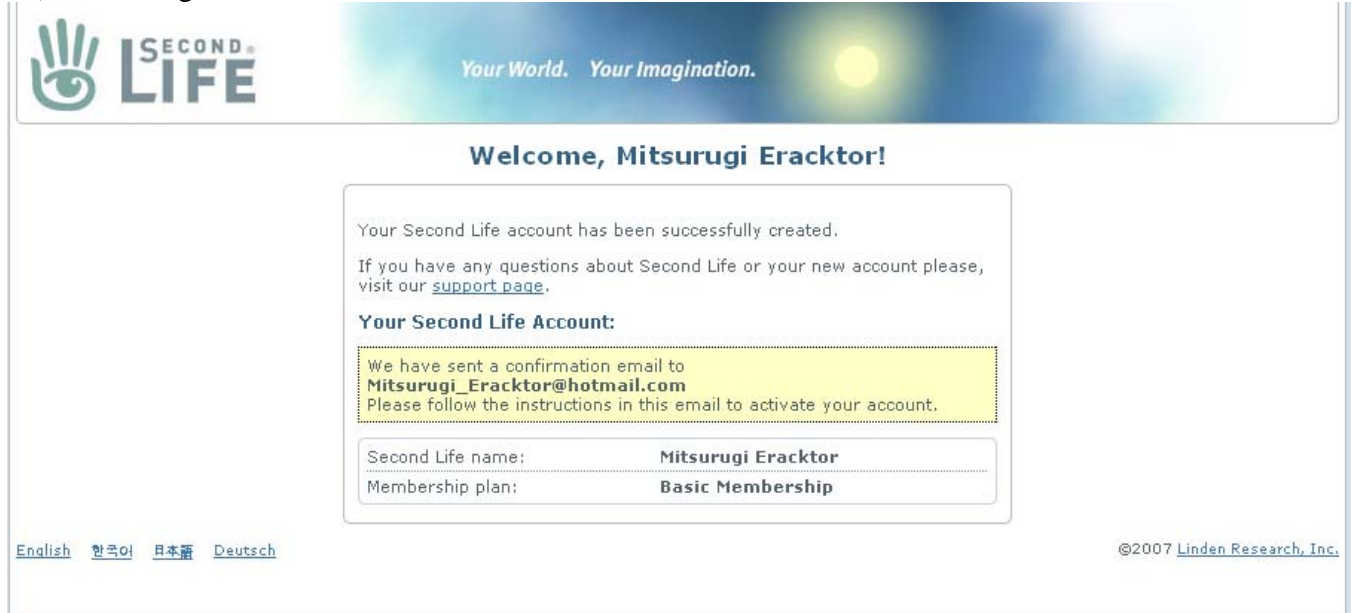 SECOND LIFE®
Your World. Your Imagination.
Welcome, Mitsurugi Eracktor!
Your Second Life account has been successfully created.
If you have any questions about Second Life or your new account please,
visit our support page.
Your Second Life Account:
We have sent a confirmation email to
Mitsurugi_Eracktor@hotmail.com
Please follow the instructions in this email to activate your account.
Second Life name: Mitsurugi Eracktor
Membership plan: Basic Membership
English 한국어 日本語 Deutsch ©2007 Linden Research, Inc.